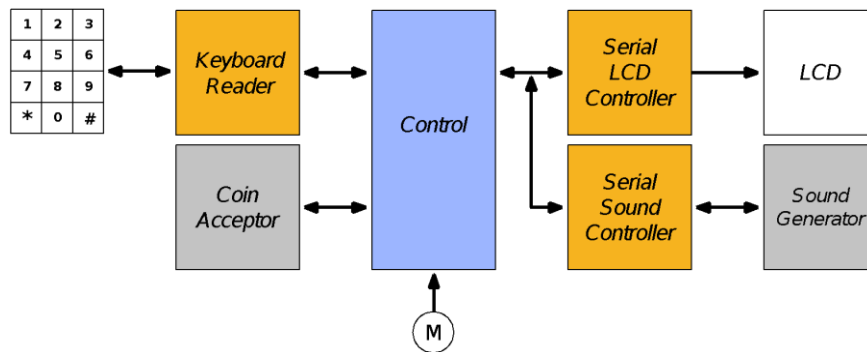 1 2 3
4 5 6
7 8 9
* 0 #
Keyboard
Reader
Coin
Acceptor
Control
M
Serial
LCD
Controller
LCD
Serial
Sound
Controller
Sound
Generator